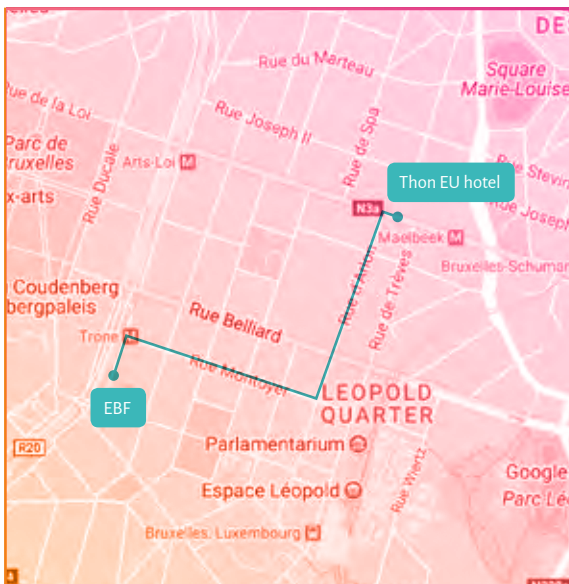 DE
Rue du Marteau
Square
Marie-Louise
Rue de la Loi
Rue Joseph II
Rue de Spa
Parc de
ruxelles
Arts-Loi M
Rue Ducale
Rue Stevin
Thon EU hotel
x-arts
N3a
Rue Joseph
Maelbeek M
Bruxelles-Schuman
Rue d'Arlon
Rue de Trèves
Coudenberg
bergpaleis
Rue Belliard
Trone M
Rue Montoyer
EBF
LEOPOLD
QUARTER
R20
Parlamentarium
Google
Parc Léo
Rue Wiertz
Espace Léopold
Bruxelles, Luxembourg